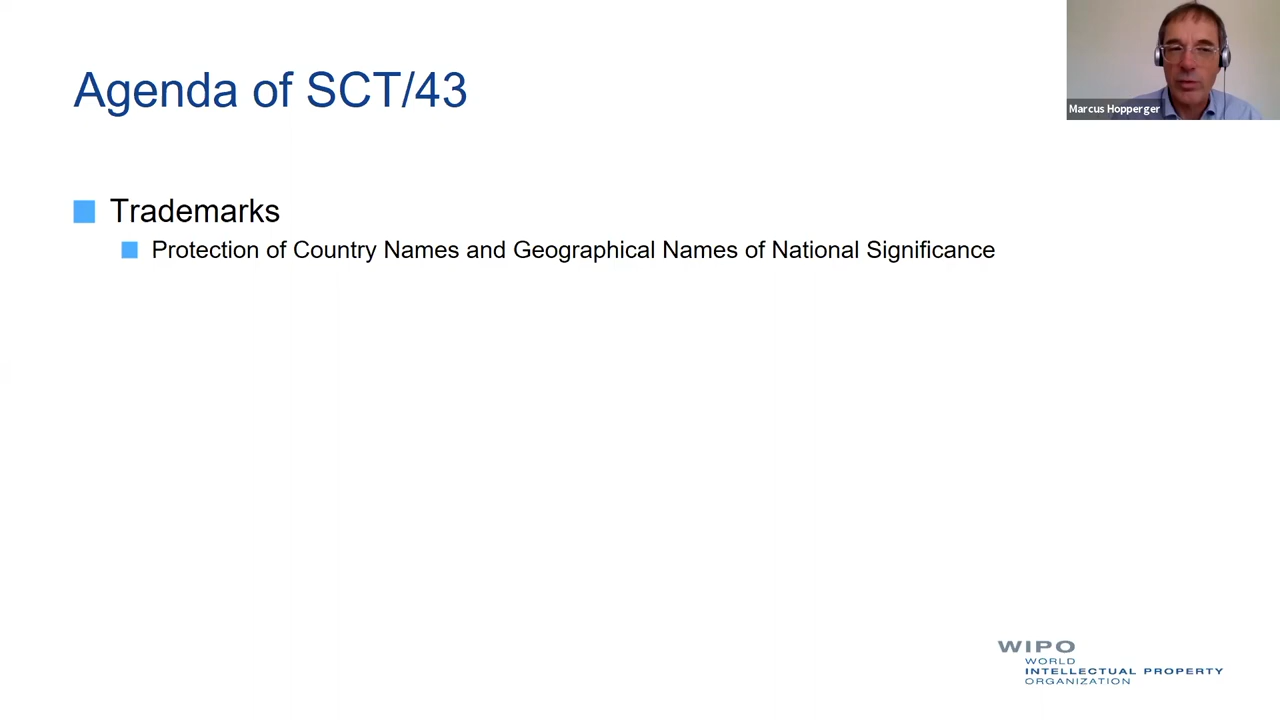 Agenda of SCT/43
Marcus Hopperger
Trademarks
Protection of Country Names and Geographical Names of National Significance
WIPO
WORLD
INTELLECTUAL PROPERTY
ORGANIZATION